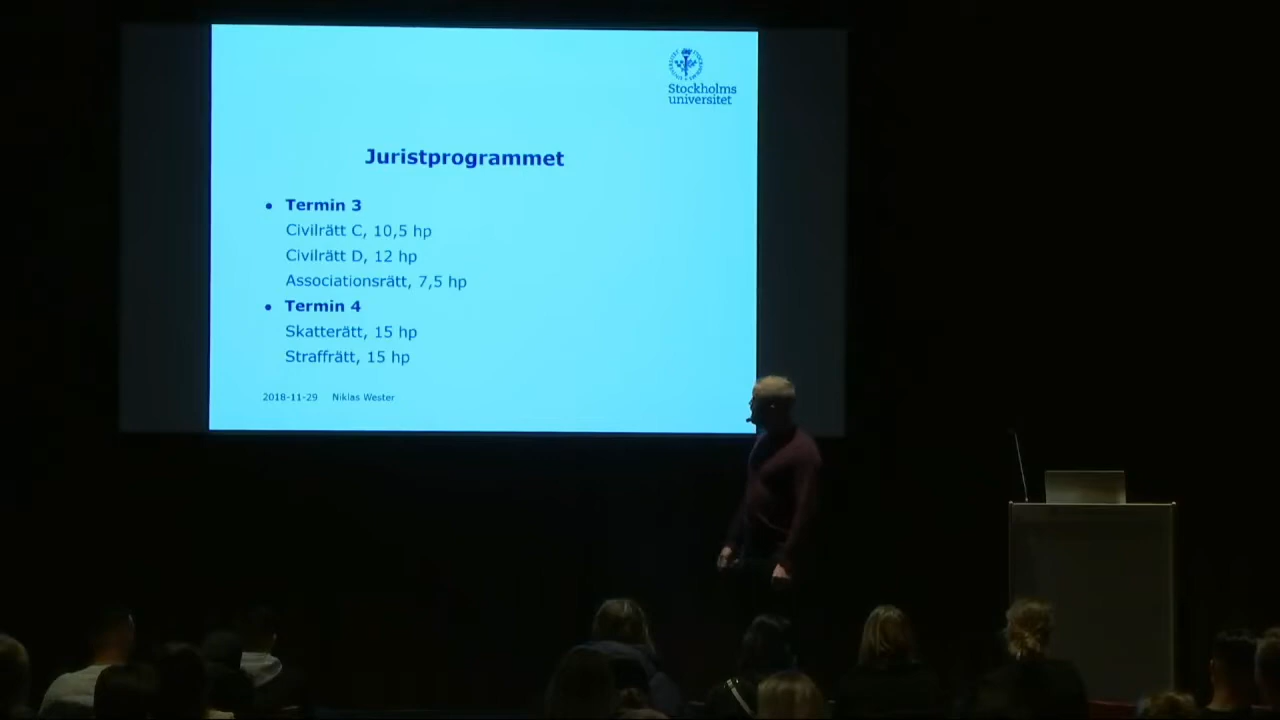 Stockholms
universitet
Juristprogrammet
• Termin 3
Civilrätt C, 10,5 hp
Civilrätt D, 12 hp
Associationsrätt, 7,5 hp
• Termin 4
Skatterätt, 15 hp
Straffrätt, 15 hp
2018-11-29 Niklas Wester